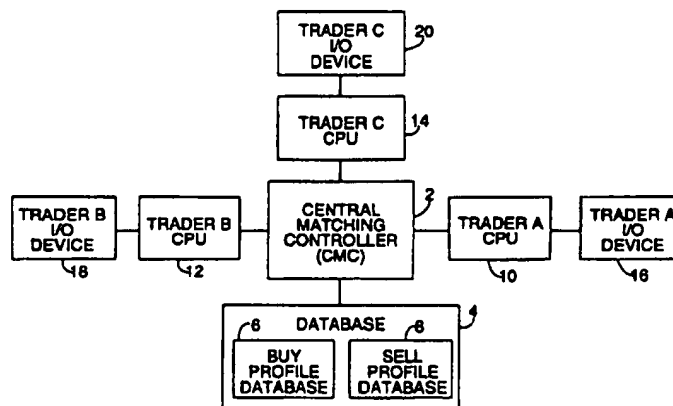 TRADER C
I/O
DEVICE
20
TRADER C
CPU
14
TRADER B
I/O
DEVICE
18
TRADER B
CPU
12
CENTRAL
MATCHING
CONTROLLER
(CMC)
2
TRADER A
CPU
10
TRADER A
I/O
DEVICE
16
DATABASE
4
6
BUY
PROFILE
DATABASE
8
SELL
PROFILE
DATABASE